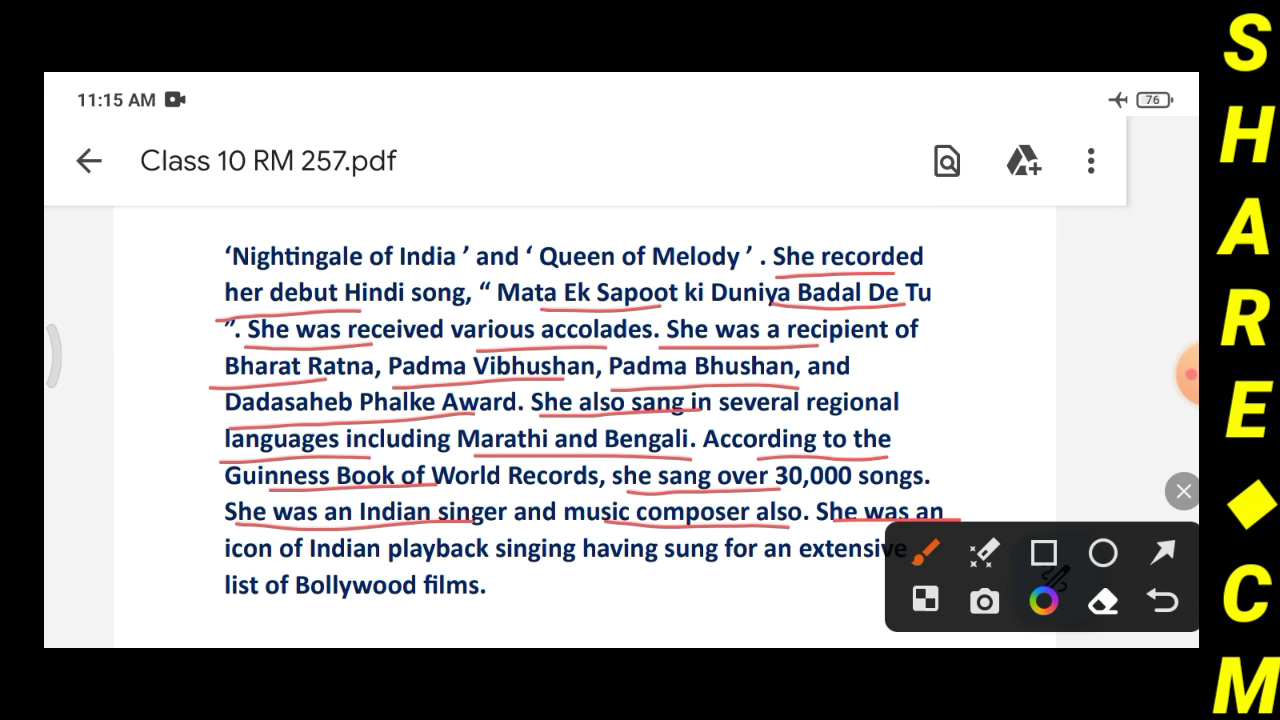 11:15 AM
76
Class 10 RM 257.pdf
‘Nightingale of India ’ and ‘ Queen of Melody ’ . She recorded
her debut Hindi song, “ Mata Ek Sapoot ki Duniya Badal De Tu
”. She was received various accolades. She was a recipient of
Bharat Ratna, Padma Vibhushan, Padma Bhushan, and
Dadasaheb Phalke Award. She also sang in several regional
languages including Marathi and Bengali. According to the
Guinness Book of World Records, she sang over 30,000 songs.
She was an Indian singer and music composer also. She was an
icon of Indian playback singing having sung for an extensive
list of Bollywood films.
SHARE◆CM